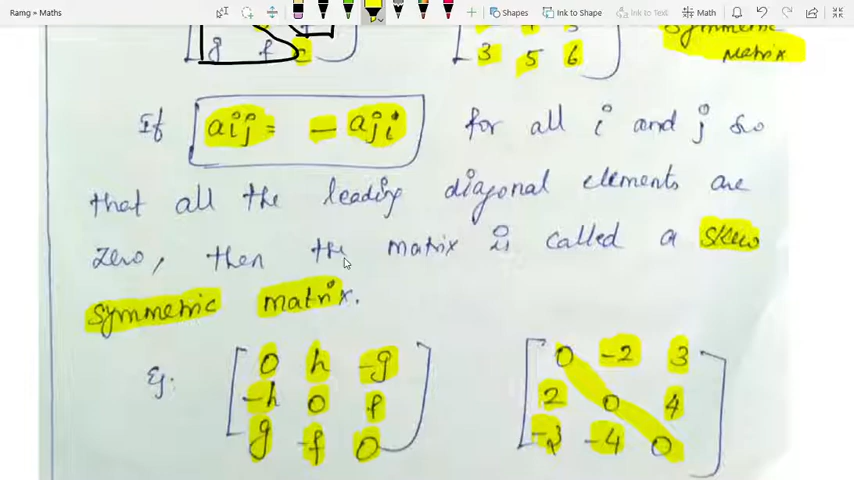 Ramg = Maths
Shapes
Ink to Shape
Ink to Text
Math
g f c
3 5 6
Symmetric
Matrix
If aij = - aji for all i and j so
that all the leading diagonal elements are
zero, then the matrix is called a skew
symmetric matrix.
Eg.
0 h -g
-h 0 f
g -f 0
0 -2 3
2 0 4
-3 -4 0